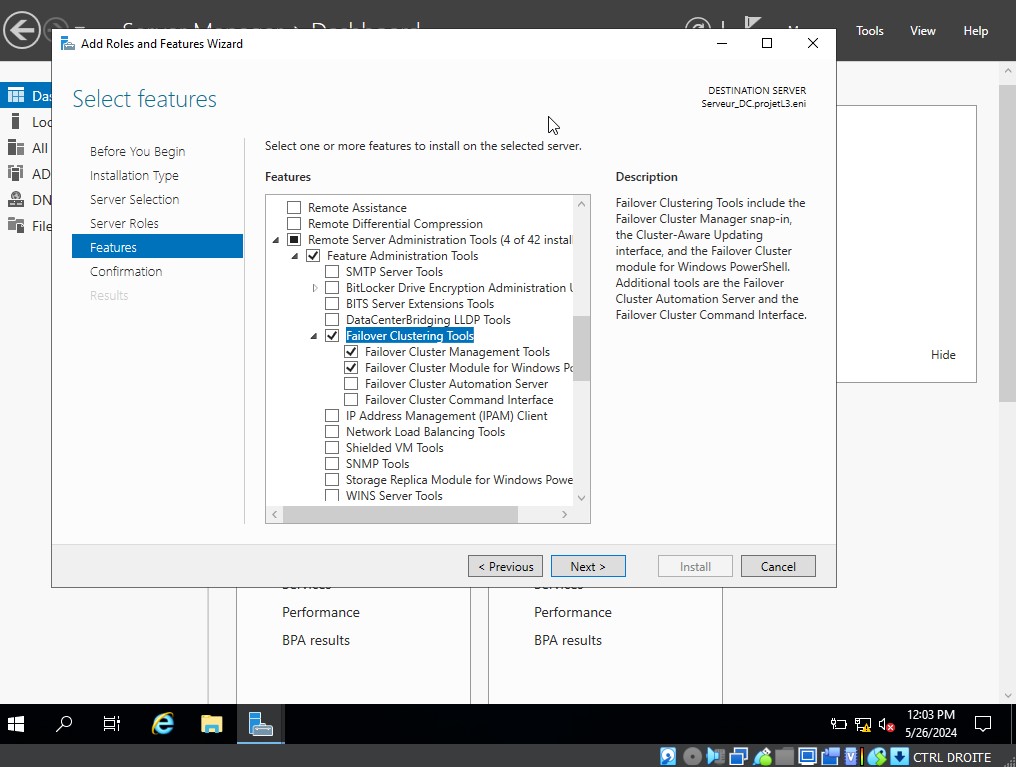 Server Manager
Dashboard
Tools
View
Help
Add Roles and Features Wizard
Select features
DESTINATION SERVER
Serveur_DC.projetL3.eni
Das
Loc
All
AD
DN
File
Before You Begin
Installation Type
Server Selection
Server Roles
Features
Confirmation
Results
Select one or more features to install on the selected server.
Features
Remote Assistance
Remote Differential Compression
Remote Server Administration Tools (4 of 42 instal
Feature Administration Tools
SMTP Server Tools
BitLocker Drive Encryption Administration U
BITS Server Extensions Tools
DataCenterBridging LLDP Tools
Failover Clustering Tools
Failover Cluster Management Tools
Failover Cluster Module for Windows Po
Failover Cluster Automation Server
Failover Cluster Command Interface
IP Address Management (IPAM) Client
Network Load Balancing Tools
Shielded VM Tools
SNMP Tools
Storage Replica Module for Windows Powe
WINS Server Tools
Description
Failover Clustering Tools include the
Failover Cluster Manager snap-in,
the Cluster-Aware Updating
interface, and the Failover Cluster
module for Windows PowerShell.
Additional tools are the Failover
Cluster Automation Server and the
Failover Cluster Command Interface.
Hide
< Previous
Next >
Install
Cancel
Services
Performance
BPA results
Services
Performance
BPA results
12:03 PM
5/26/2024
CTRL DROITE